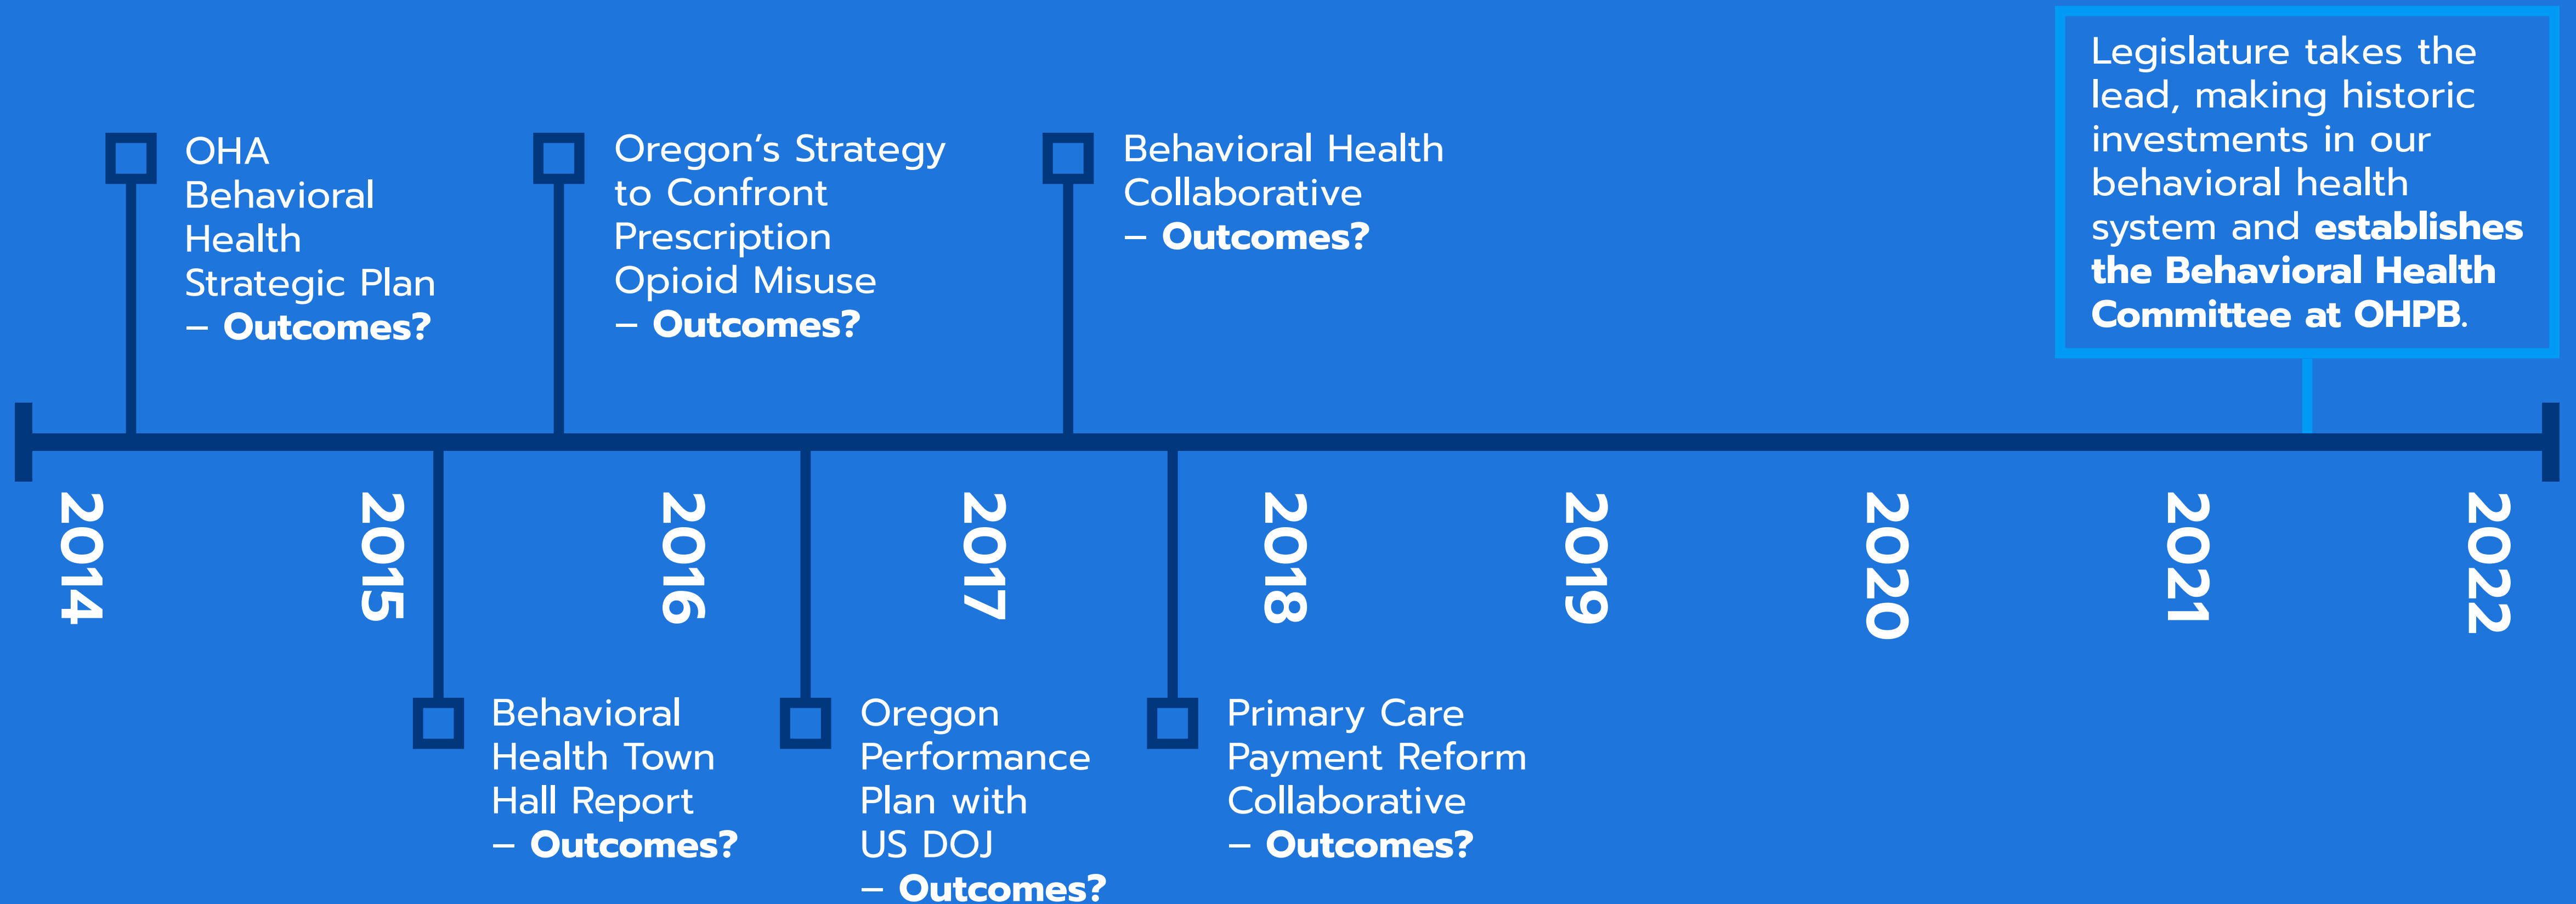 OHA
Behavioral
Health
Strategic Plan
– Outcomes?
Oregon’s Strategy
to Confront
Prescription
Opioid Misuse
– Outcomes?
Behavioral Health
Collaborative
– Outcomes?
Legislature takes the
lead, making historic
investments in our
behavioral health
system and establishes
the Behavioral Health
Committee at OHPB.
2014
2015
2016
2017
2018
2019
2020
2021
2022
Behavioral
Health Town
Hall Report
– Outcomes?
Oregon
Performance
Plan with
US DOJ
– Outcomes?
Primary Care
Payment Reform
Collaborative
– Outcomes?